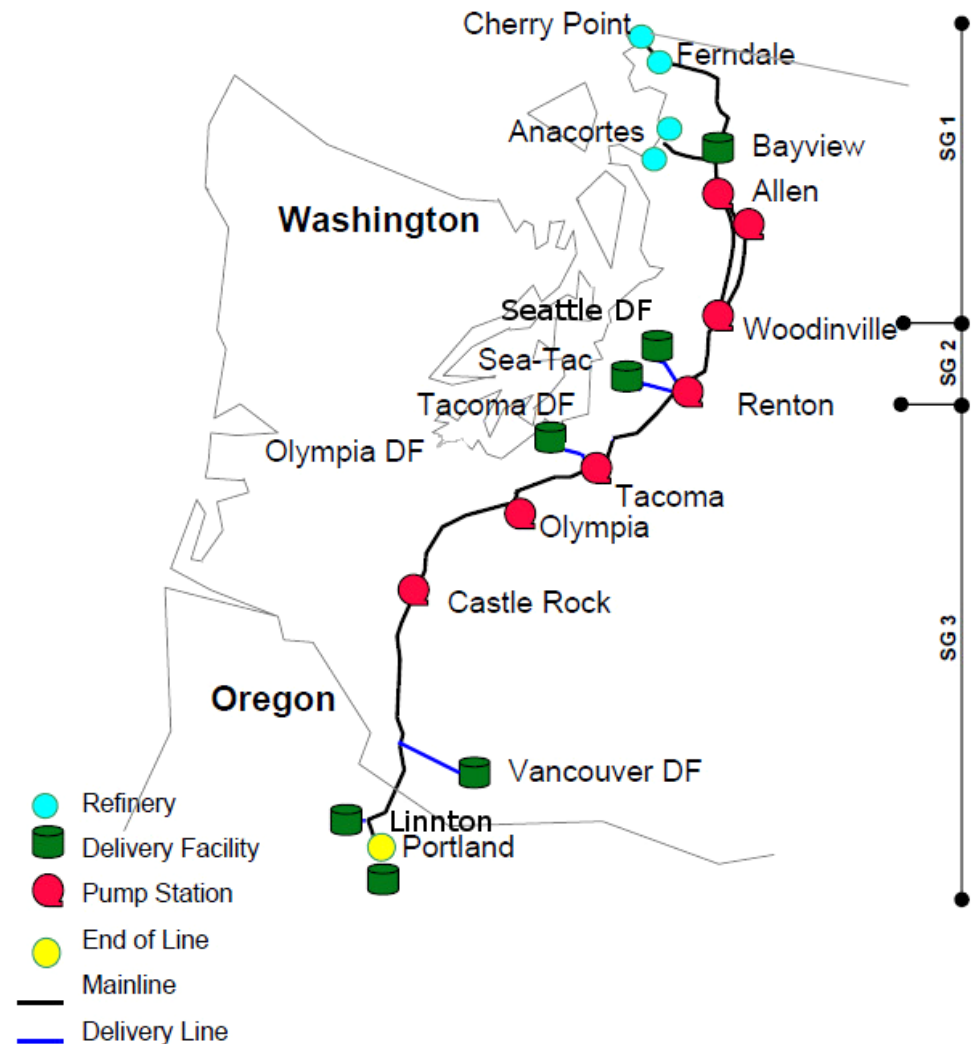 Cherry Point
Ferndale
Anacortes
Bayview
Allen
Washington
Seattle DF
Woodinville
Sea-Tac
Tacoma DF
Renton
Olympia DF
Tacoma
Olympia
Castle Rock
Oregon
Vancouver DF
Linnton
Portland
SG 1
SG 2
SG 3
Refinery
Delivery Facility
Pump Station
End of Line
Mainline
Delivery Line